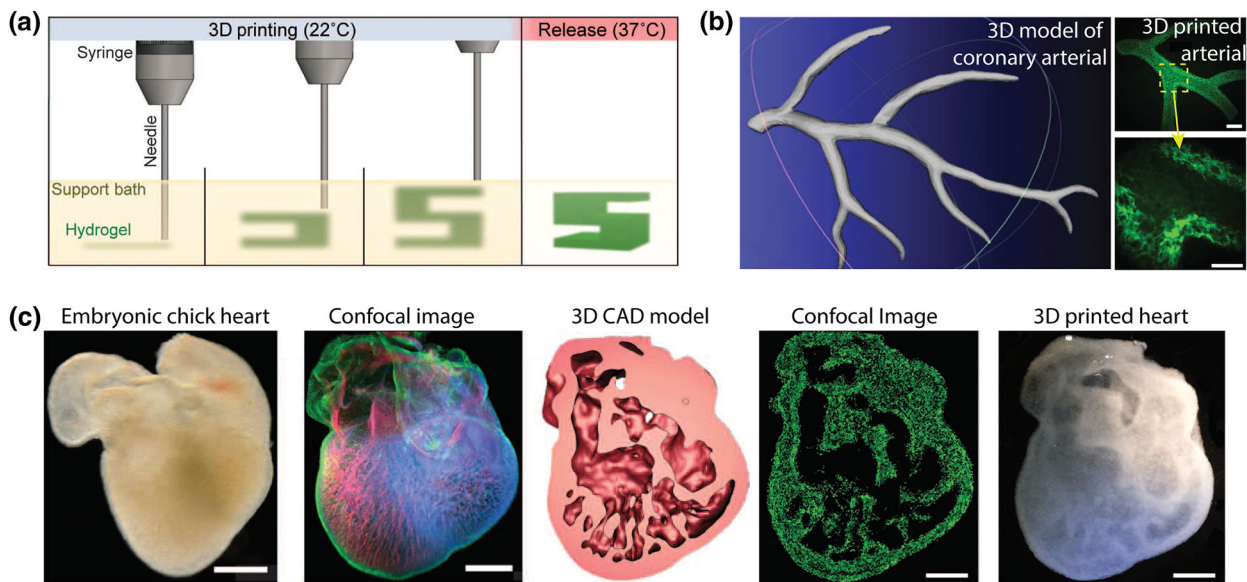 (a)
3D printing (22°C)
Release (37°C)
Syringe
Needle
Support bath
Hydrogel
(b)
3D model of
coronary arterial
3D printed
arterial
(c)
Embryonic chick heart
Confocal image
3D CAD model
Confocal Image
3D printed heart